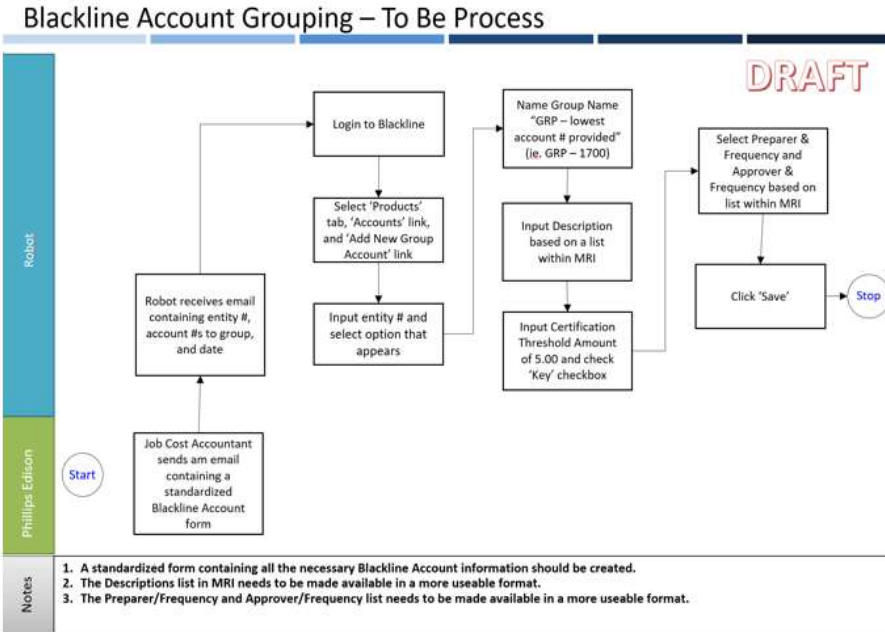 Blackline Account Grouping – To Be Process
DRAFT
Robot
Phillips Edison
Notes
Start
Job Cost Accountant
sends am email
containing a
standardized
Blackline Account
form
Robot receives email
containing entity #,
account #s to group,
and date
Login to Blackline
Select ‘Products’
tab, ‘Accounts’ link,
and ‘Add New Group
Account’ link
Input entity # and
select option that
appears
Name Group Name
“GRP – lowest
account # provided”
(ie. GRP – 1700)
Input Description
based on a list
within MRI
Input Certification
Threshold Amount
of 5.00 and check
‘Key’ checkbox
Select Preparer &
Frequency and
Approver &
Frequency based on
list within MRI
Click ‘Save’
Stop
1. A standardized form containing all the necessary Blackline Account information should be created.
2. The Descriptions list in MRI needs to be made available in a more useable format.
3. The Preparer/Frequency and Approver/Frequency list needs to be made available in a more useable format.